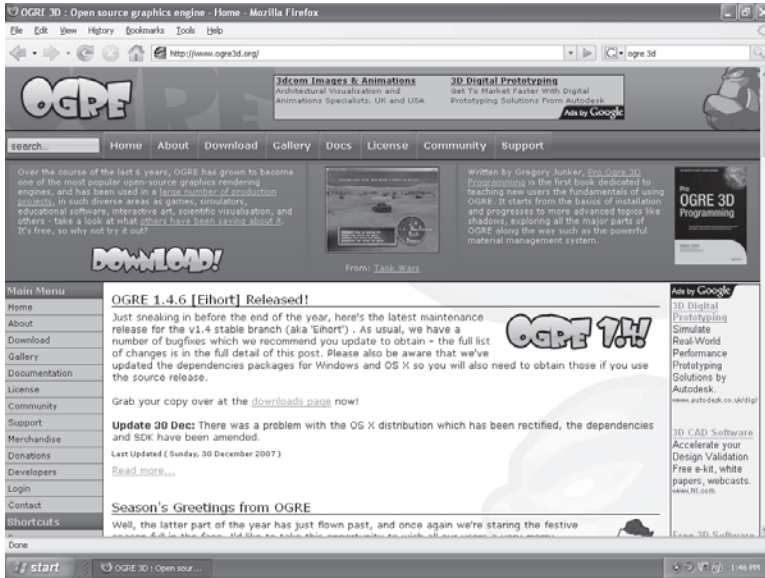 OGRE 3D : Open source graphics engine - Home - Mozilla Firefox
File Edit View History Bookmarks Tools Help
http://www.ogre3d.org/
ogre 3d
OGRE
3dcom Images & Animations
Architectural Visualisation and
Animations Specialists. UK and USA
3D Digital Prototyping
Get To Market Faster With Digital
Prototyping Solutions From Autodesk
Ads by Google
search...
Home About Download Gallery Docs License Community Support
Over the course of the last 6 years, OGRE has grown to become
one of the most popular open-source graphics rendering
engines, and has been used in a large number of production
projects, in such diverse areas as games, simulators,
educational software, interactive art, scientific visualisation, and
others - take a look at what others have been saying about it.
It's free, so why not try it out?
DOWNLOAD!
From: Tank Wars
Written by Gregory Junker, Pro Ogre 3D
Programming is the first book dedicated to
teaching new users the fundamentals of using
OGRE. It starts from the basics of installation
and progresses to more advanced topics like
shadows, exploring all the major parts of
OGRE along the way such as the powerful
material management system.
Pro
OGRE 3D
Programming
Main Menu
Home
About
Download
Gallery
Documentation
License
Community
Support
Merchandise
Donations
Developers
Login
Contact
Shortcuts
OGRE 1.4.6 [Eihort] Released!
Just sneaking in before the end of the year, here's the latest maintenance
release for the v1.4 stable branch (aka 'Eihort') . As usual, we have a
number of bugfixes which we recommend you update to obtain - the full list
of changes is in the full detail of this post. Please also be aware that we've
updated the dependencies packages for Windows and OS X so you will also need to obtain those if you use
the source release.
OGRE 1.4!
Grab your copy over at the downloads page now!
Update 30 Dec: There was a problem with the OS X distribution which has been rectified, the dependencies
and SDK have been amended.
Last Updated ( Sunday, 30 December 2007 )
Read more...
Season's Greetings from OGRE
Well, the latter part of the year has just flown past, and once again we're staring the festive
Ads by Google
3D Digital
Prototyping
Simulate
Real-World
Performance
Prototyping
Solutions by
Autodesk.
www.autodesk.co.uk/digi
3D CAD Software
Accelerate your
Design Validation
Free e-kit, white
papers, webcasts.
www.NI.com
Free 3D Software
Done
start
OGRE 3D : Open sour...
1:46 PM